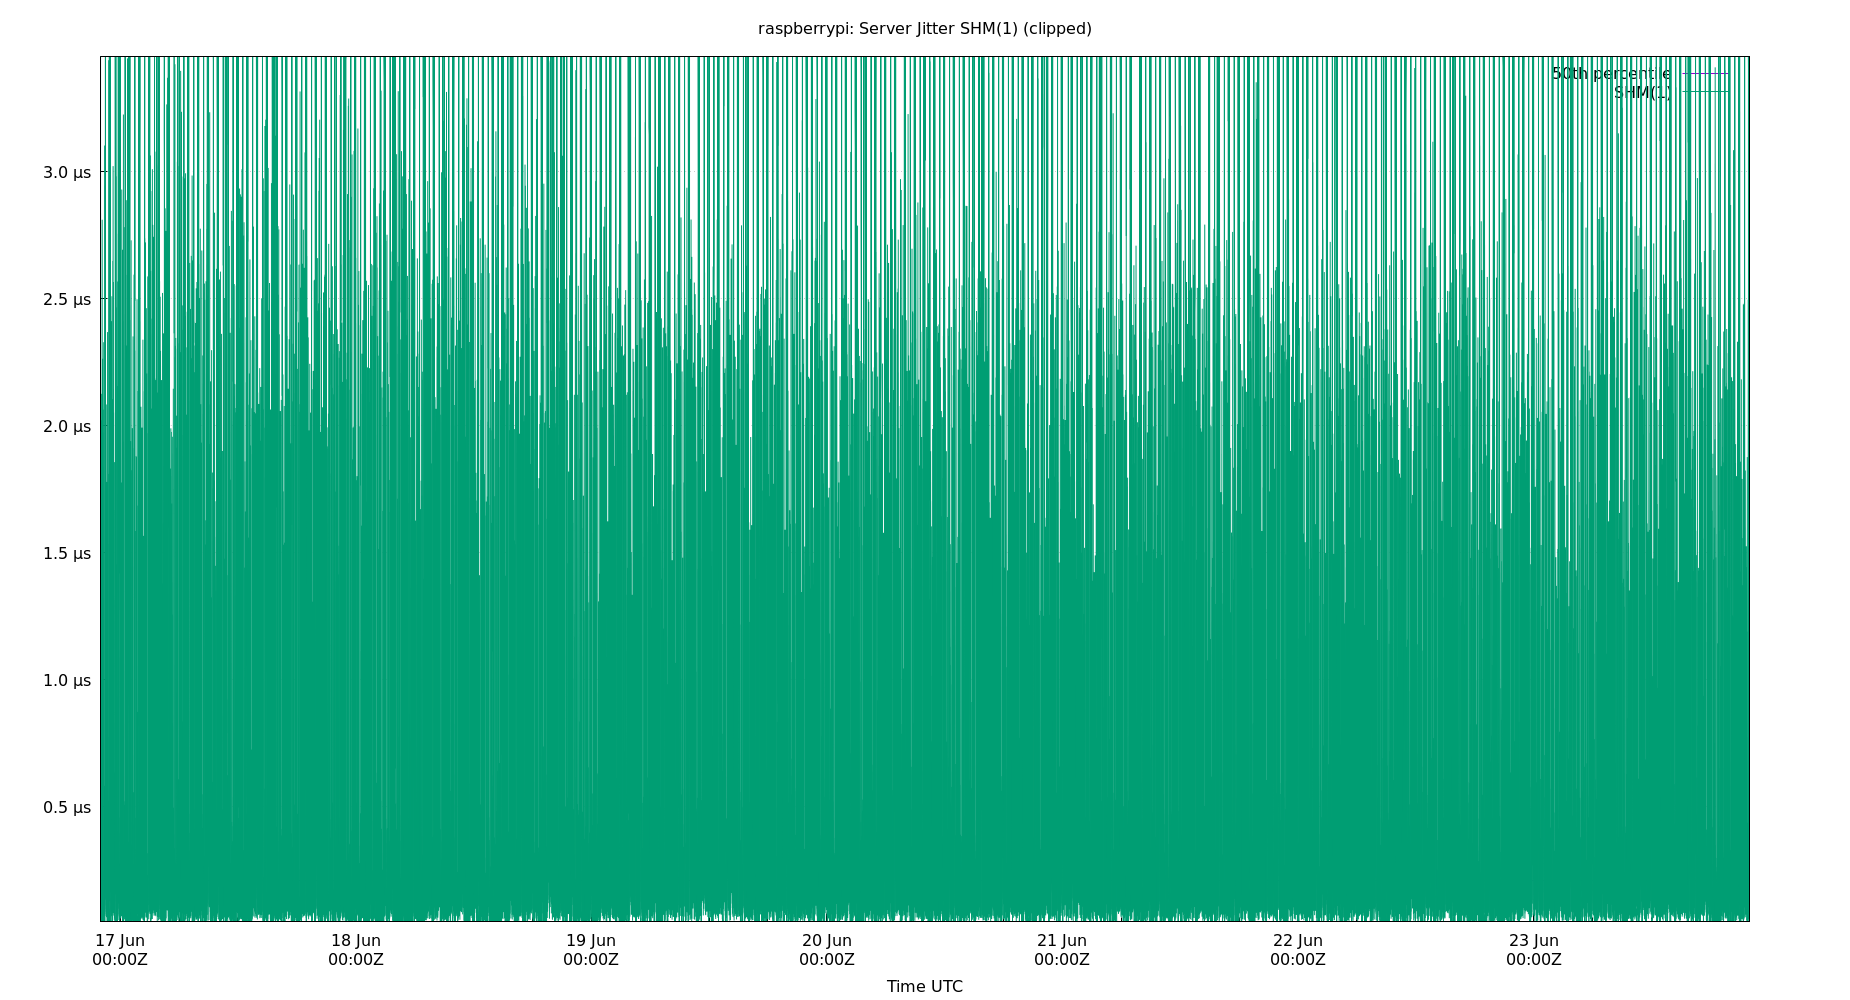 raspberrypi: Server Jitter SHM(1) (clipped)
50th percentile
SHM(1)
3.0 µs
2.5 µs
2.0 µs
1.5 µs
1.0 µs
0.5 µs
17 Jun 18 Jun 19 Jun 20 Jun 21 Jun 22 Jun 23 Jun
00:00Z 00:00Z 00:00Z 00:00Z 00:00Z 00:00Z 00:00Z
Time UTC